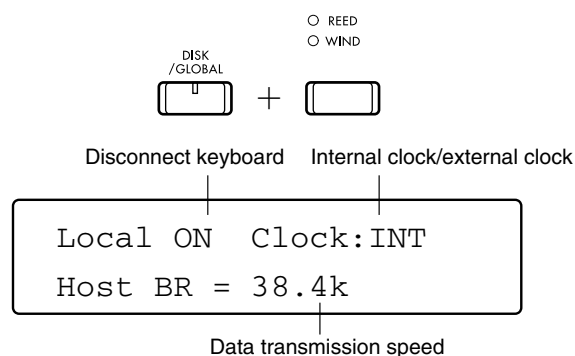 REED
WIND
DISK
/GLOBAL
+
Disconnect keyboard Internal clock/external clock
Local ON Clock:INT
Host BR = 38.4k
Data transmission speed